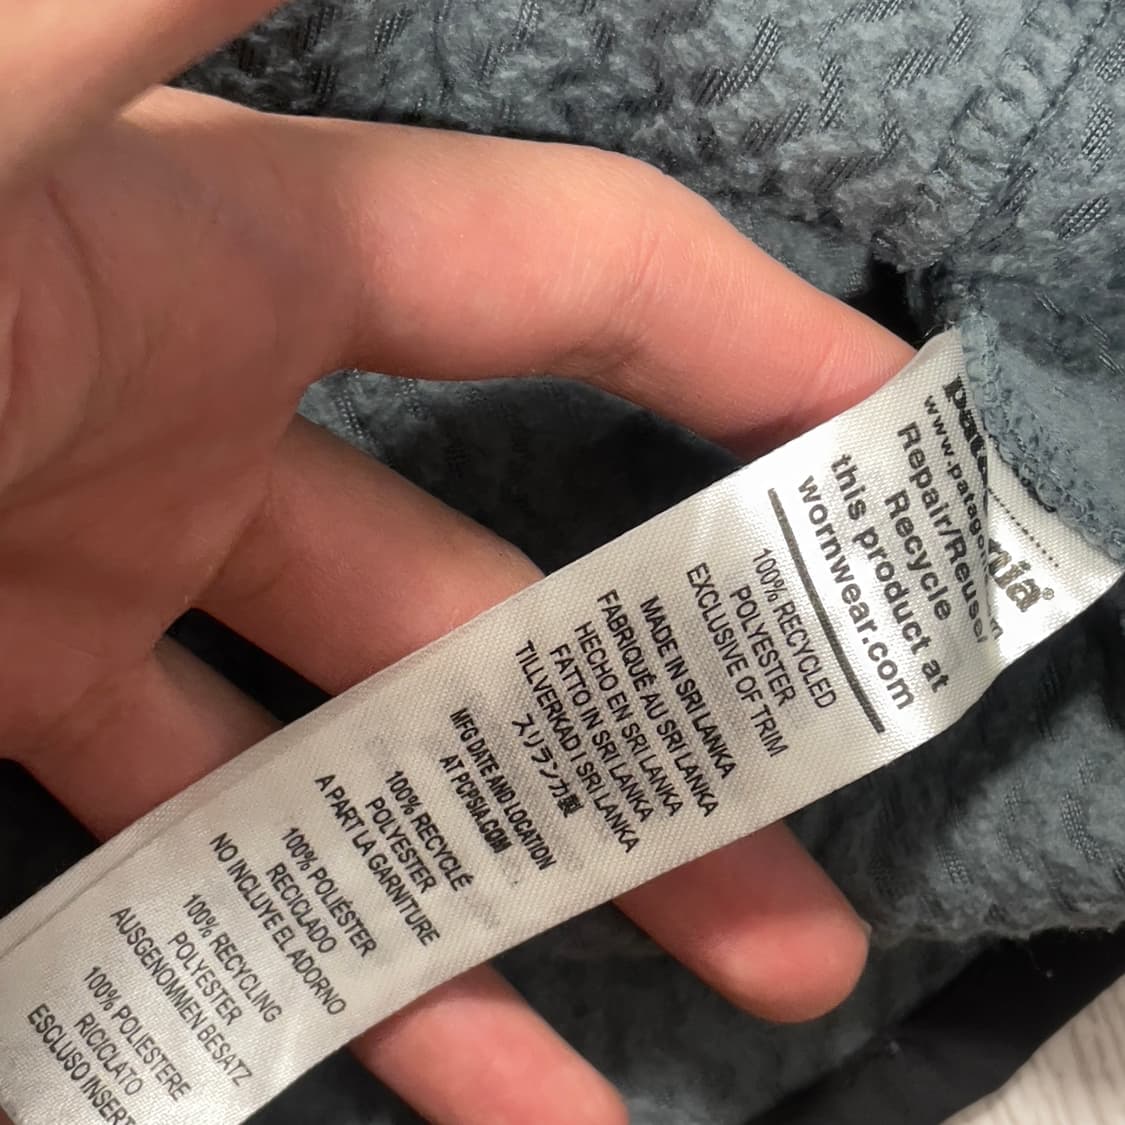 patagonia®
www.patago
Repair/Reuse/
Recycle
this product at
wornwear.com
100% RECYCLED
POLYESTER
EXCLUSIVE OF TRIM
MADE IN SRI LANKA
FABRIQUÉ AU SRI LANKA
HECHO EN SRI LANKA
FATTO IN SRI LANKA
TILLVERKAD I SRI LANKA
スリランカ製
MFG DATE AND LOCATION
AT PCPSIA.COM
100% RECYCLÉ
POLYESTER
A PART LA GARNITURE
100% POLIÉSTER
RECICLADO
NO INCLUYE EL ADORNO
100% RECYCLING
POLYESTER
AUSGENOMMEN BESATZ
100% POLIESTERE
RICICLATO
ESCLUSO INSERT